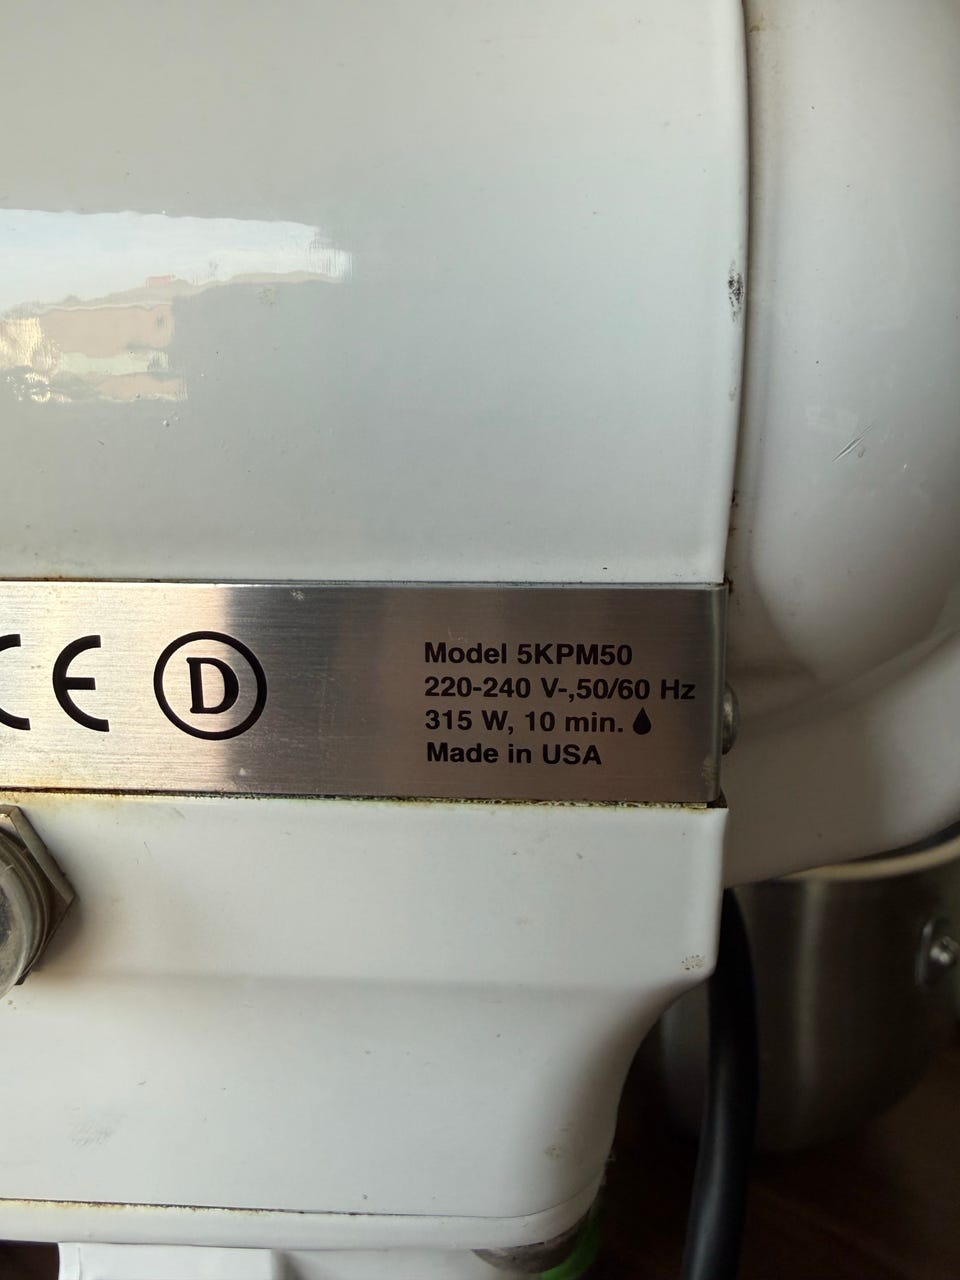 CE D
Model 5KPM50
220-240 V~,50/60 Hz
315 W, 10 min.
Made in USA